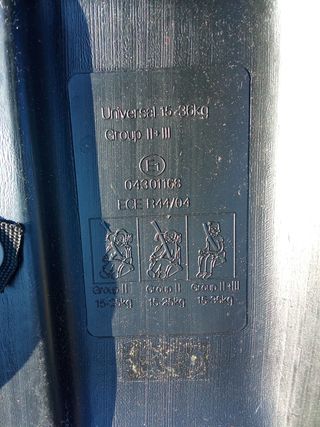 Universal 15-36kg
Group II+III
04301168
ECE R44/04
Group II
15-25kg
Group II
15-25kg
Group II+III
15-36kg